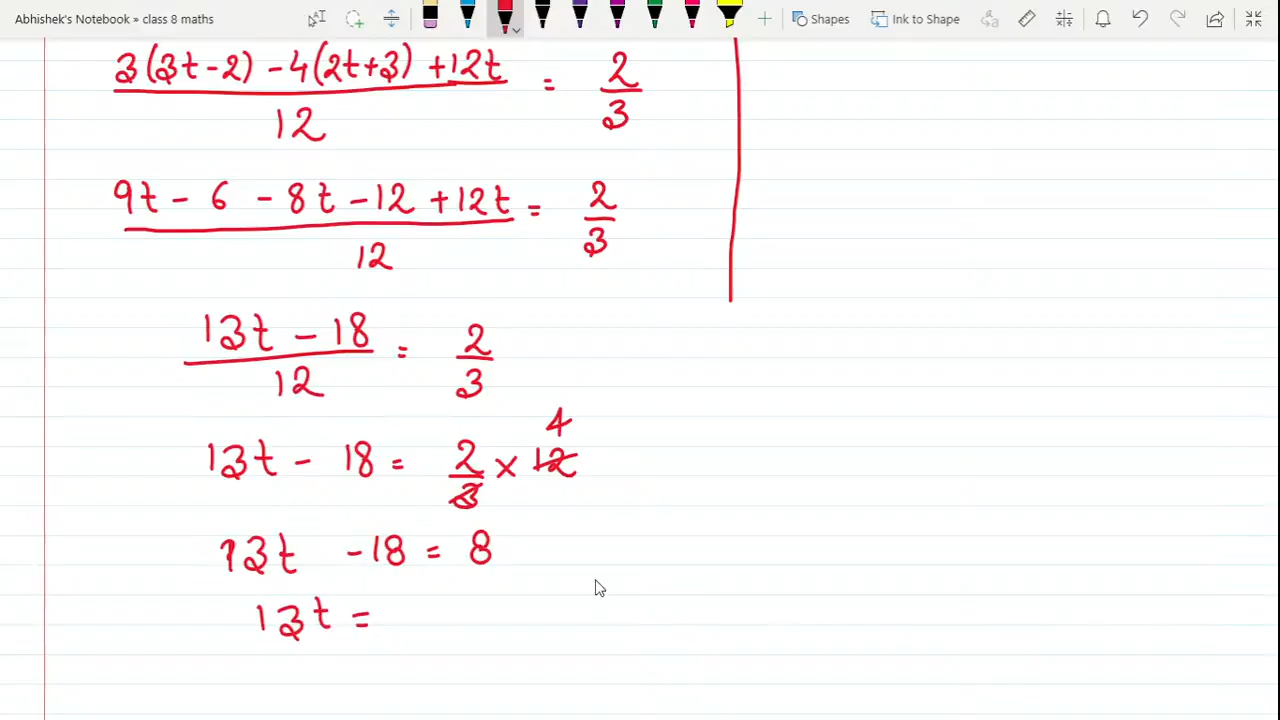 Abhishek's Notebook » class 8 maths
Shapes
Ink to Shape
3(3t-2) - 4(2t+3) + 12t = 2
12 3
9t - 6 - 8t - 12 + 12t = 2
12 3
13t - 18 = 2
12 3
4
13t - 18 = 2 × 12
3
13t - 18 = 8
13t =